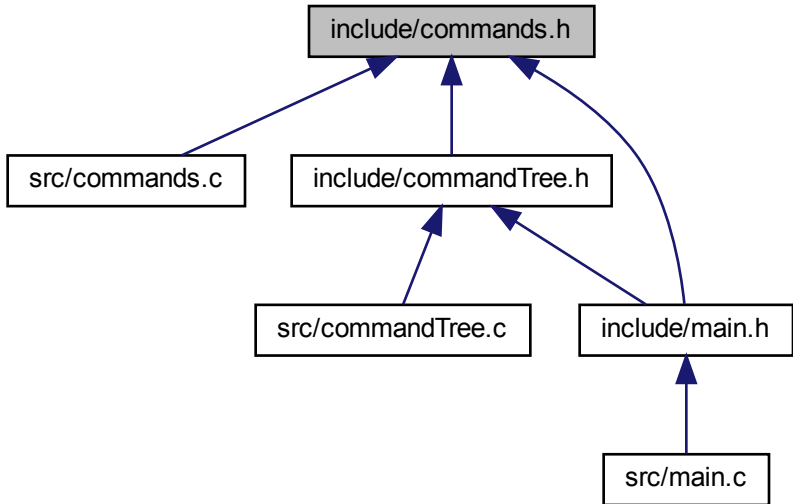 include/commands.h
src/commands.c
include/commandTree.h
src/commandTree.c
include/main.h
src/main.c